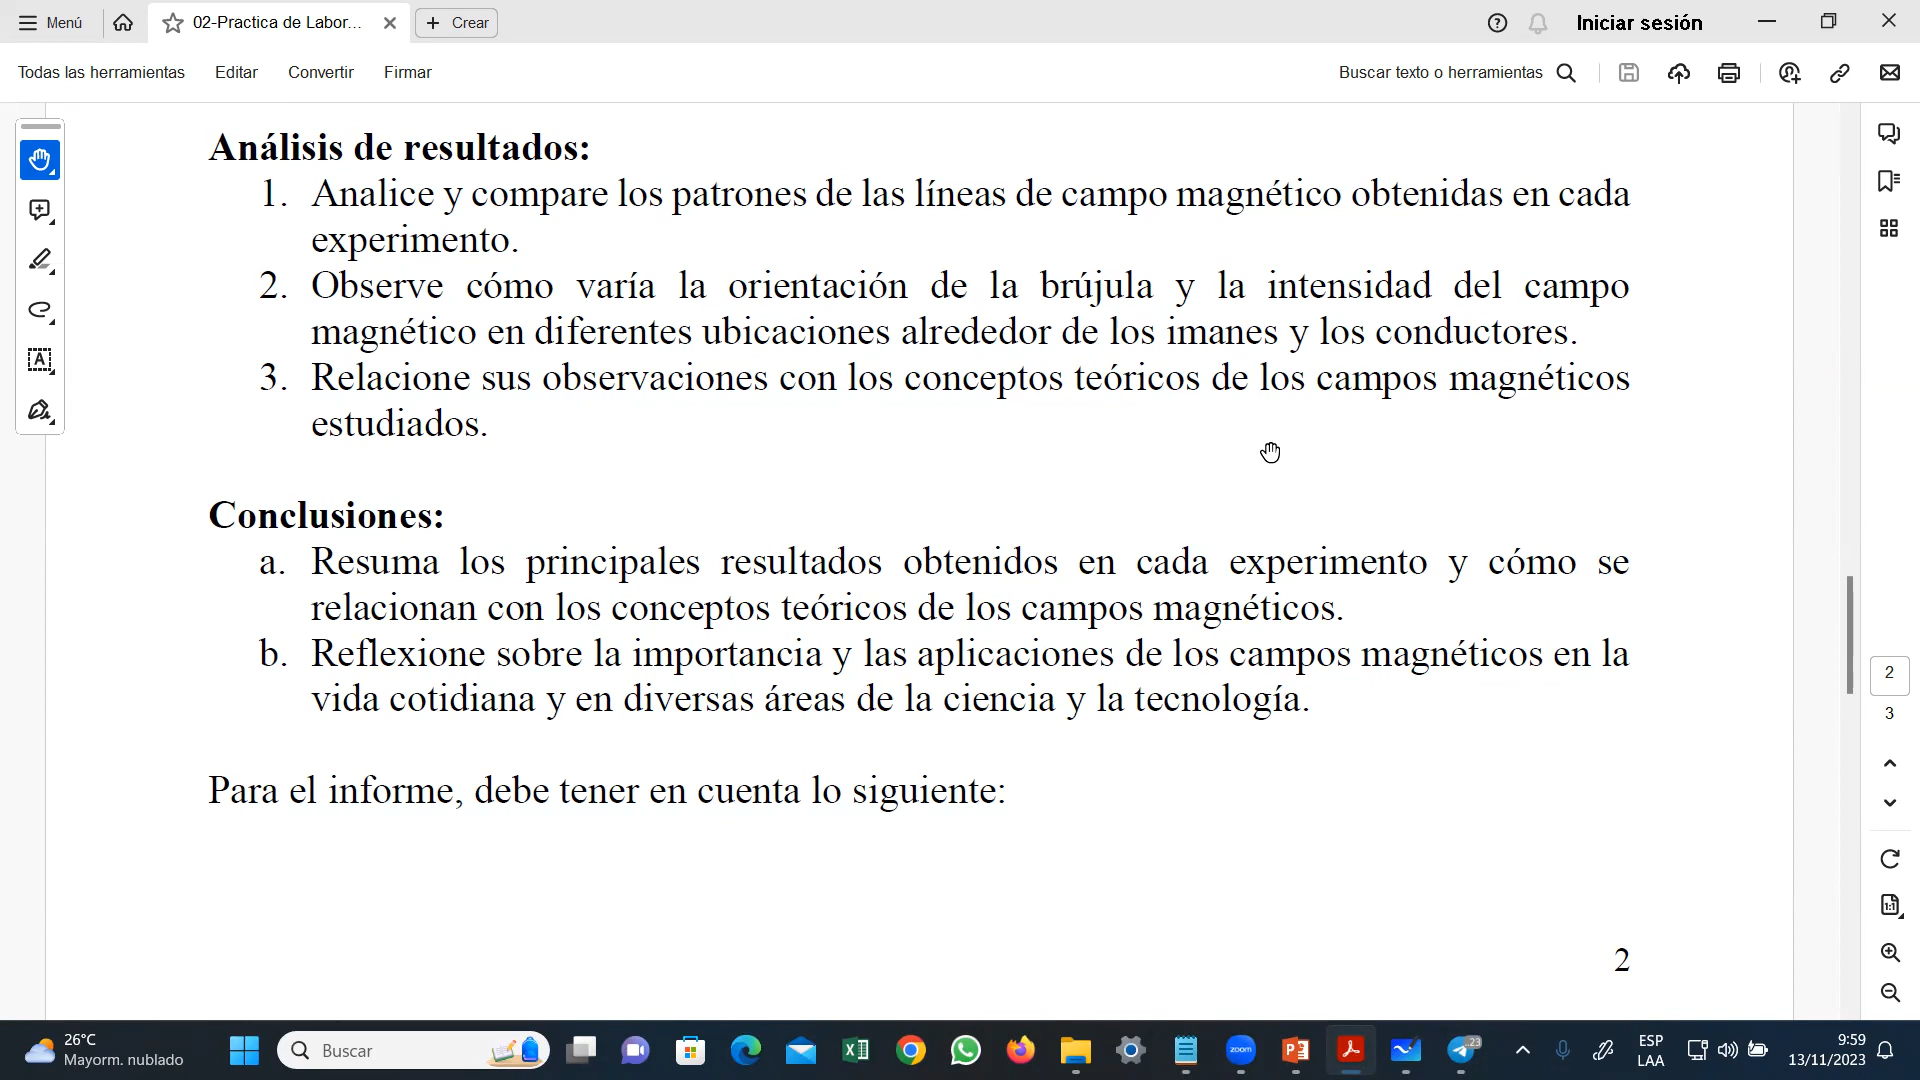 Menú
02-Practica de Labor...
Crear
Iniciar sesión
Todas las herramientas
Editar
Convertir
Firmar
Buscar texto o herramientas
Análisis de resultados:
1. Analice y compare los patrones de las líneas de campo magnético obtenidas en cada
experimento.
2. Observe cómo varía la orientación de la brújula y la intensidad del campo
magnético en diferentes ubicaciones alrededor de los imanes y los conductores.
3. Relacione sus observaciones con los conceptos teóricos de los campos magnéticos
estudiados.
Conclusiones:
a. Resuma los principales resultados obtenidos en cada experimento y cómo se
relacionan con los conceptos teóricos de los campos magnéticos.
b. Reflexione sobre la importancia y las aplicaciones de los campos magnéticos en la
vida cotidiana y en diversas áreas de la ciencia y la tecnología.
Para el informe, debe tener en cuenta lo siguiente:
2
2
3
26°C
Mayorm. nublado
Buscar
zoom
23
ESP
LAA
9:59
13/11/2023